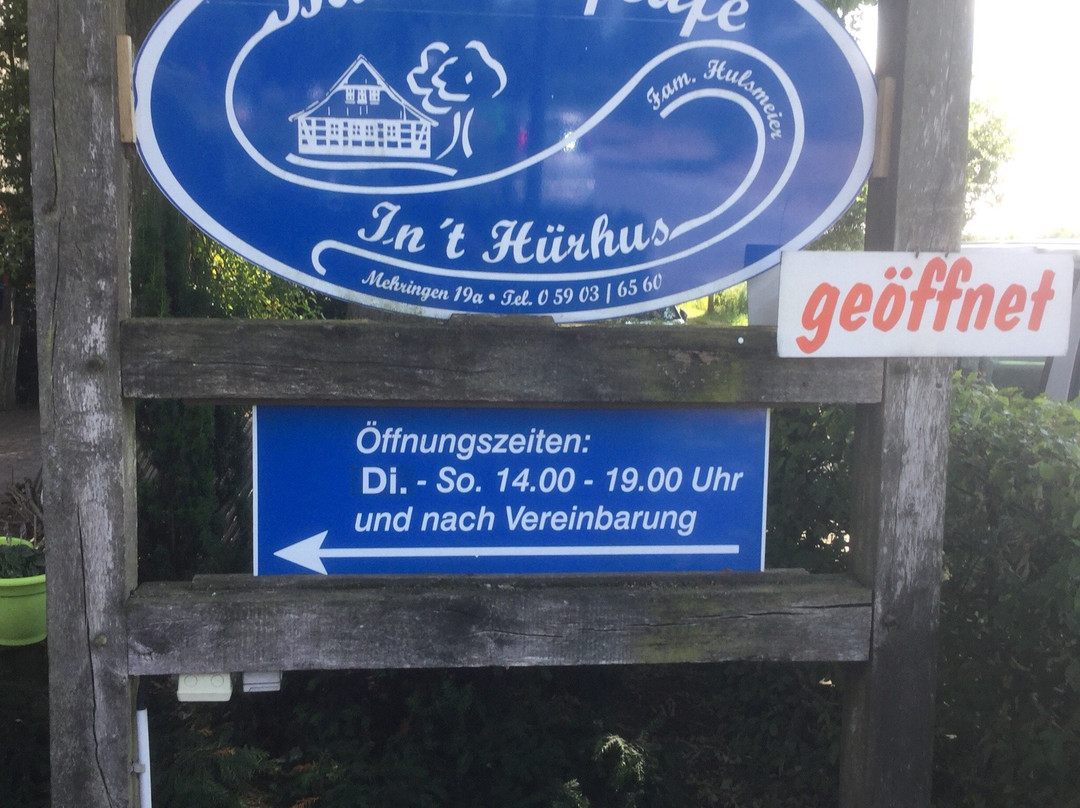 Fam. Hulsmeier
In´t Hürhus
Mehringen 19a • Tel. 0 59 03 | 65 60
geöffnet
Öffnungszeiten:
Di. - So. 14.00 - 19.00 Uhr
und nach Vereinbarung